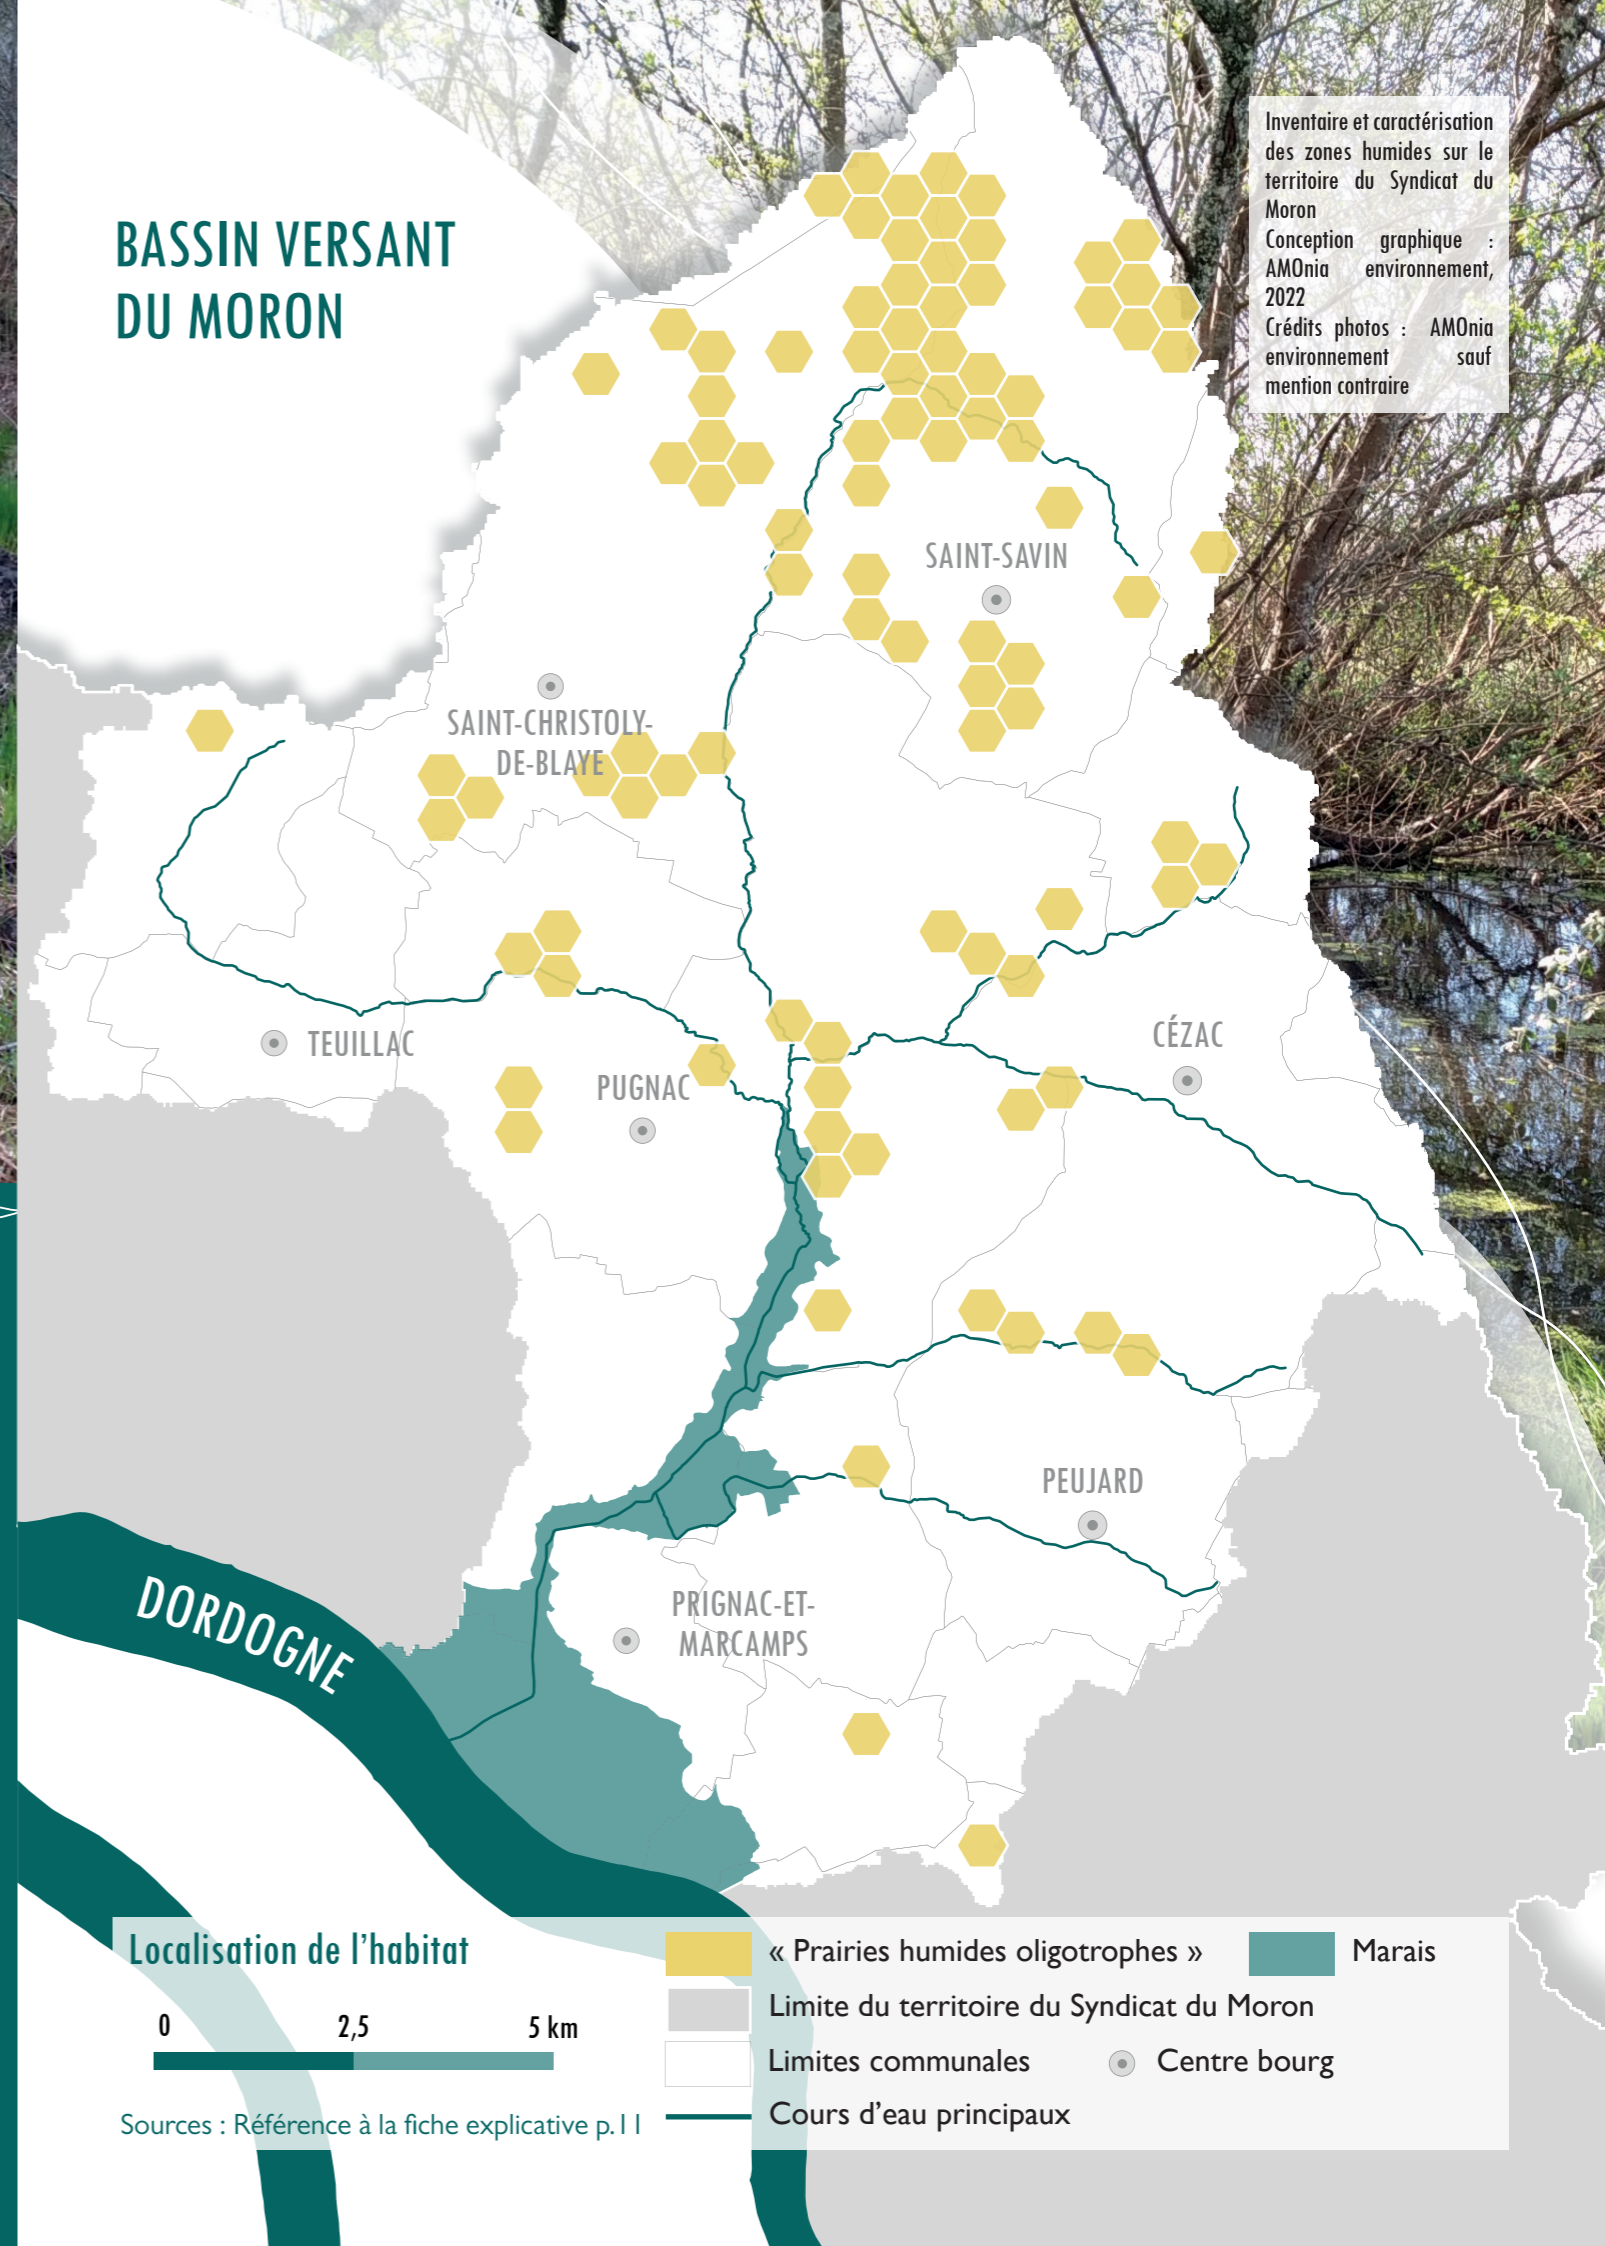 BASSIN VERSANT
DU MORON
Inventaire et caractérisation
des zones humides sur le
territoire du Syndicat du
Moron
Conception graphique :
AMOnia environnement,
2022
Crédits photos : AMOnia
environnement sauf
mention contraire
SAINT-SAVIN
SAINT-CHRISTOLY-
DE-BLAYE
TEUILLAC
PUGNAC
CÉZAC
PEUJARD
PRIGNAC-ET-
MARCAMPS
DORDOGNE
Localisation de l'habitat
0 2,5 5 km
Sources : Référence à la fiche explicative p.11
« Prairies humides oligotrophes »
Marais
Limite du territoire du Syndicat du Moron
Limites communales
Centre bourg
Cours d'eau principaux